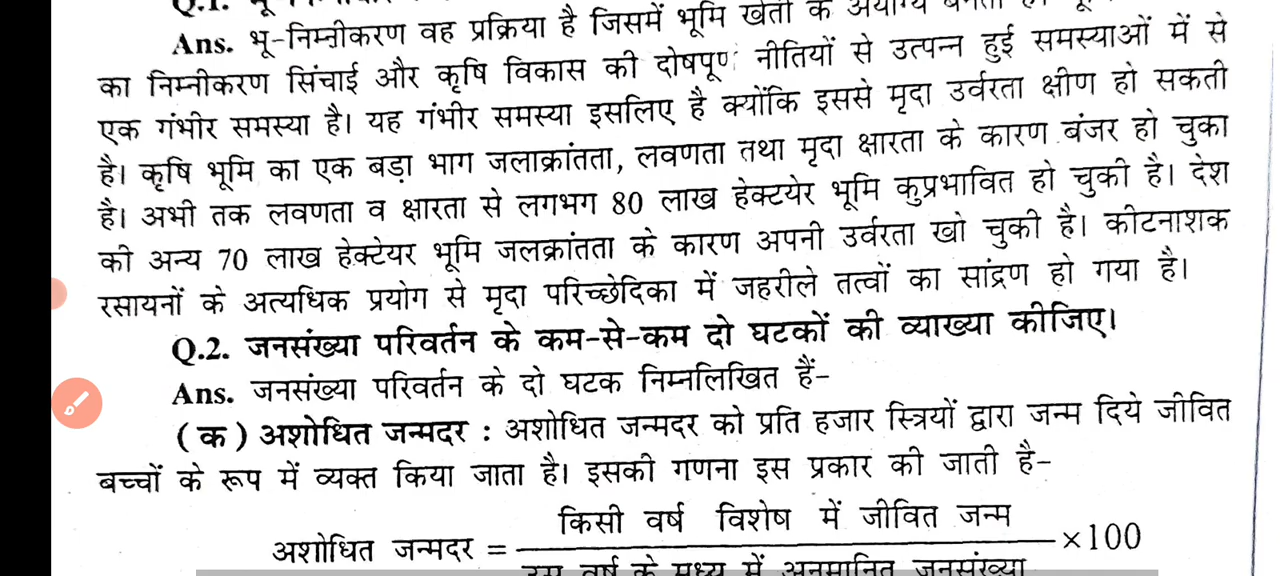 Ans. भू-निम्नीकरण वह प्रक्रिया है जिसमें भूमि खेती के अयोग्य
का निम्नीकरण सिंचाई और कृषि विकास की दोषपूर्ण नीतियों से उत्पन्न हुई समस्याओं में से
एक गंभीर समस्या है। यह गंभीर समस्या इसलिए है क्योंकि इससे मृदा उर्वरता क्षीण हो सकती
है। कृषि भूमि का एक बड़ा भाग जलाक्रांतता, लवणता तथा मृदा क्षारता के कारण बंजर हो चुका
है। अभी तक लवणता व क्षारता से लगभग 80 लाख हेक्टयेर भूमि कुप्रभावित हो चुकी है। देश
की अन्य 70 लाख हेक्टेयर भूमि जलक्रांतता के कारण अपनी उर्वरता खो चुकी है। कीटनाशक
रसायनों के अत्यधिक प्रयोग से मृदा परिच्छेदिका में जहरीले तत्वों का सांद्रण हो गया है।
Q.2. जनसंख्या परिवर्तन के कम-से-कम दो घटकों की व्याख्या कीजिए।
Ans. जनसंख्या परिवर्तन के दो घटक निम्नलिखित हैं-
(क) अशोधित जन्मदर : अशोधित जन्मदर को प्रति हजार स्त्रियों द्वारा जन्म दिये जीवित
बच्चों के रूप में व्यक्त किया जाता है। इसकी गणना इस प्रकार की जाती है-
किसी वर्ष विशेष में जीवित जन्म
अशोधित जन्मदर = ×100
उस वर्ष के मध्य में अनुमानित जनसंख्या